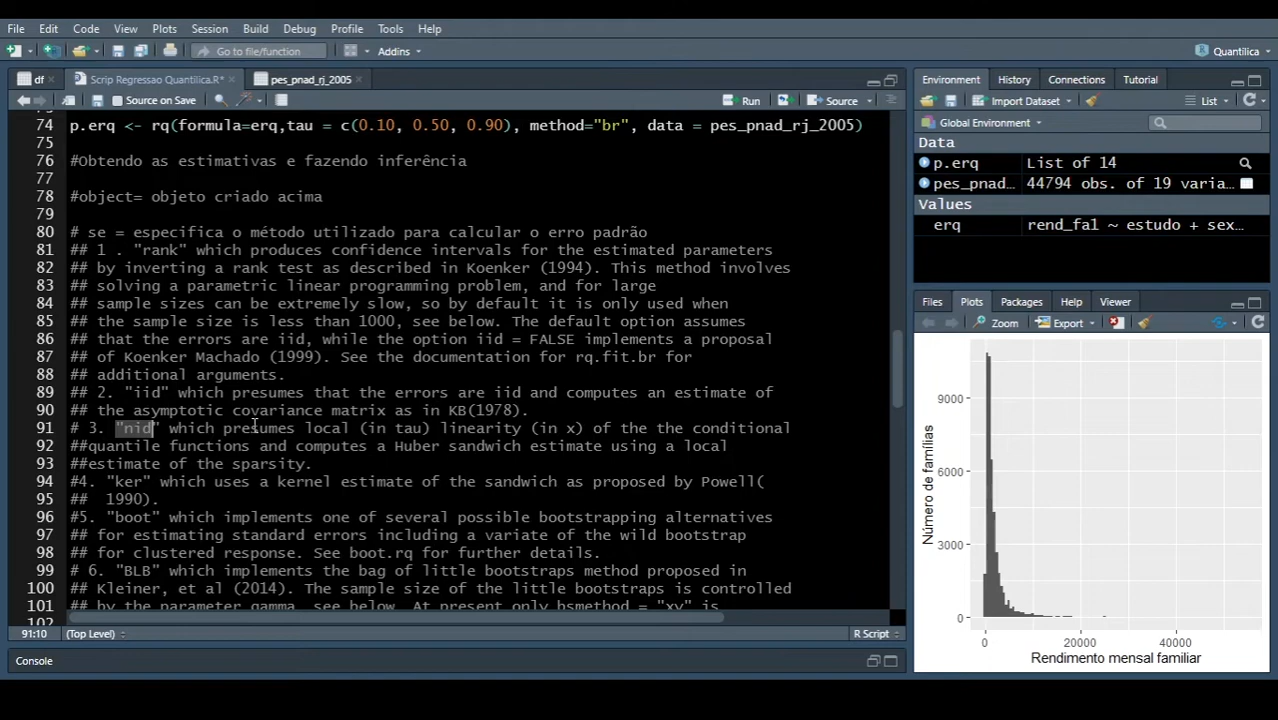 File Edit Code View Plots Session Build Debug Profile Tools Help
Go to file/function Addins Quantílica
df Scrip Regressao Quantilica.R* pes_pnad_rj_2005
Source on Save Run Source
74 p.erq <- rq(formula=erq,tau = c(0.10, 0.50, 0.90), method="br", data = pes_pnad_rj_2005)
75
76 #Obtendo as estimativas e fazendo inferência
77
78 #object= objeto criado acima
79
80 # se = especifica o método utilizado para calcular o erro padrão
81 ## 1 . "rank" which produces confidence intervals for the estimated parameters
82 ## by inverting a rank test as described in Koenker (1994). This method involves
83 ## solving a parametric linear programming problem, and for large
84 ## sample sizes can be extremely slow, so by default it is only used when
85 ## the sample size is less than 1000, see below. The default option assumes
86 ## that the errors are iid, while the option iid = FALSE implements a proposal
87 ## of Koenker Machado (1999). See the documentation for rq.fit.br for
88 ## additional arguments.
89 ## 2. "iid" which presumes that the errors are iid and computes an estimate of
90 ## the asymptotic covariance matrix as in KB(1978).
91 # 3. "nid" which presumes local (in tau) linearity (in x) of the the conditional
92 ##quantile functions and computes a Huber sandwich estimate using a local
93 ##estimate of the sparsity.
94 #4. "ker" which uses a kernel estimate of the sandwich as proposed by Powell(
95 ## 1990).
96 #5. "boot" which implements one of several possible bootstrapping alternatives
97 ## for estimating standard errors including a variate of the wild bootstrap
98 ## for clustered response. See boot.rq for further details.
99 # 6. "BLB" which implements the bag of little bootstraps method proposed in
100 ## Kleiner, et al (2014). The sample size of the little bootstraps is controlled
101 ## by the parameter gamma, see below. At present only bsmethod = "xy" is
102
91:10 (Top Level) R Script
Console
Environment History Connections Tutorial
Import Dataset List
Global Environment
Data
p.erq List of 14
pes_pnad... 44794 obs. of 19 varia...
Values
erq rend_fal ~ estudo + sex...
Files Plots Packages Help Viewer
Zoom Export
Número de famílias
9000
6000
3000
0
0 20000 40000
Rendimento mensal familiar